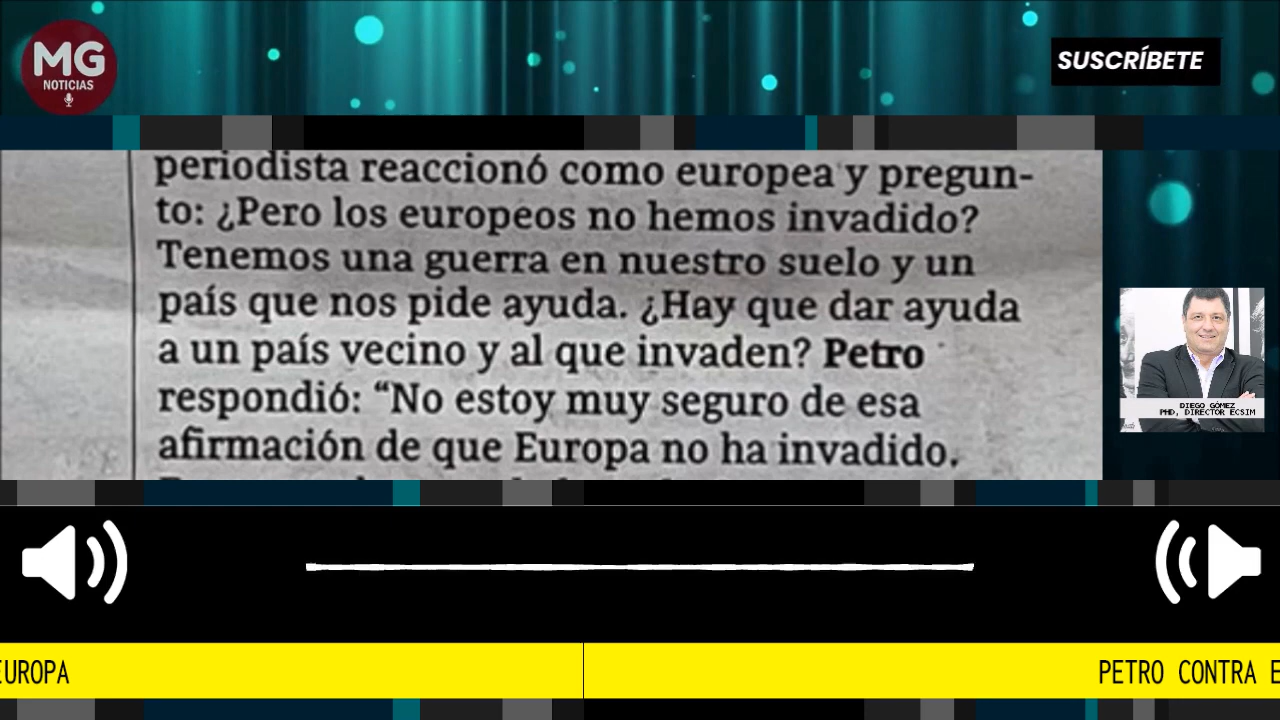 MG
NOTICIAS
SUSCRÍBETE
periodista reaccionó como europea y pregun-
to: ¿Pero los europeos no hemos invadido?
Tenemos una guerra en nuestro suelo y un
país que nos pide ayuda. ¿Hay que dar ayuda
a un país vecino y al que invaden? Petro
respondió: “No estoy muy seguro de esa
afirmación de que Europa no ha invadido.
DIEGO GÓMEZ
PHD, DIRECTOR ECSIM
EUROPA
PETRO CONTRA E